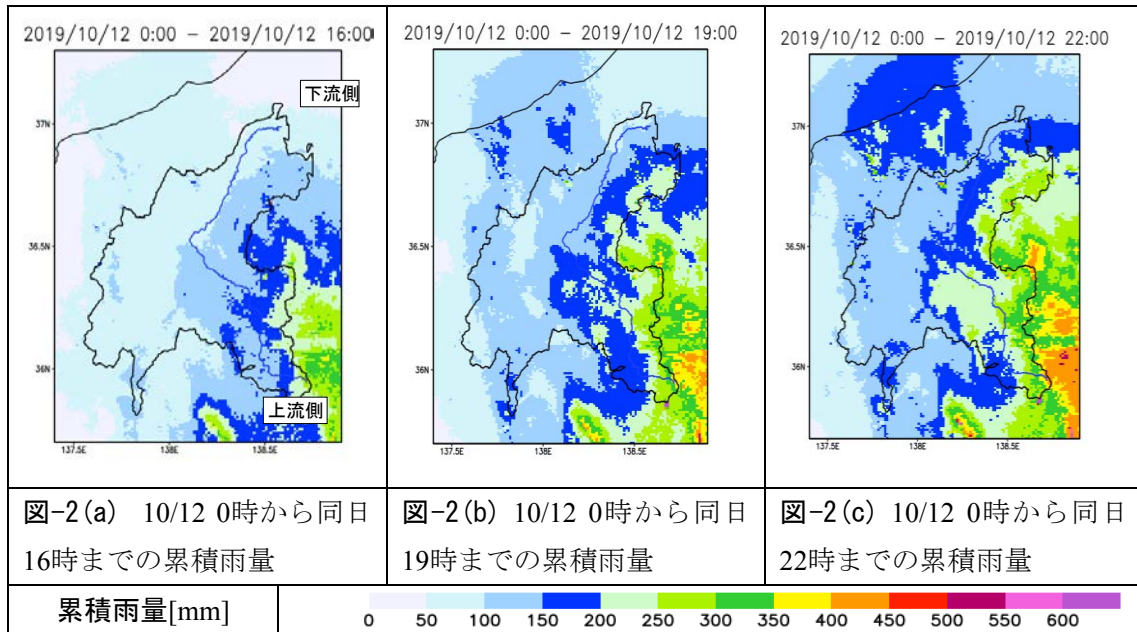 2019/10/12 0:00 - 2019/10/12 16:00
下流側
37N
36.5N
36N
上流側
137.5E 138E 138.5E
2019/10/12 0:00 - 2019/10/12 19:00
37N
36.5N
36N
137.5E 138E 138.5E
2019/10/12 0:00 - 2019/10/12 22:00
37N
36.5N
36N
137.5E 138E 138.5E
図-2(a) 10/12 0時から同日
16時までの累積雨量
図-2(b) 10/12 0時から同日
19時までの累積雨量
図-2(c) 10/12 0時から同日
22時までの累積雨量
累積雨量[mm]
0 50 100 150 200 250 300 350 400 450 500 550 600